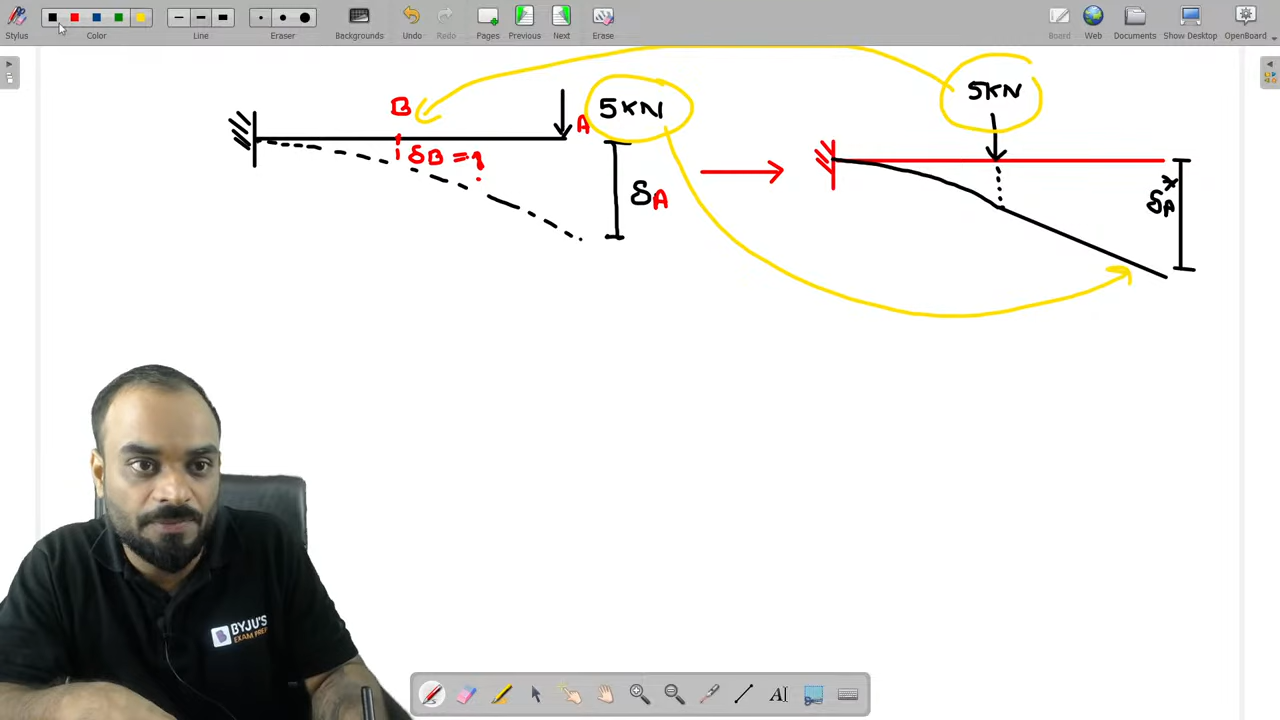 Stylus
Color
Line
Eraser
Backgrounds
Undo
Redo
Pages
Previous
Next
Erase
Board
Web
Documents
Show Desktop
OpenBoard
B
A
5KN
δB = ?
δA
5KN
δA*
BYJU'S
EXAM PREP